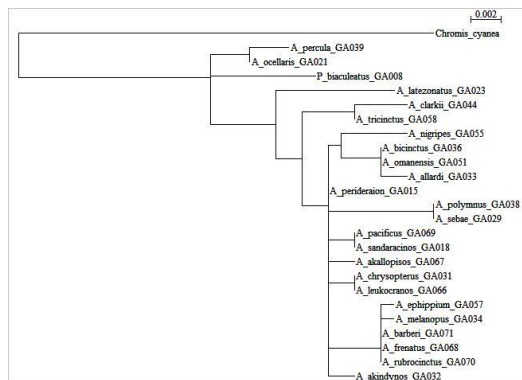 0.002
Chromis_cyanea
A_percula_GA039
A_ocellaris_GA021
P_biaculeatus_GA008
A_latezonatus_GA023
A_clarkii_GA044
A_tricinctus_GA058
A_nigripes_GA055
A_bicinctus_GA036
A_omanensis_GA051
A_allardi_GA033
A_perideraion_GA015
A_polymnus_GA038
A_sebae_GA029
A_pacificus_GA069
A_sandaracinos_GA018
A_akallopisos_GA067
A_chrysopterus_GA031
A_leukocranos_GA066
A_ephippium_GA057
A_melanopus_GA034
A_barberi_GA071
A_frenatus_GA068
A_rubrocinctus_GA070
A_akindynos_GA032